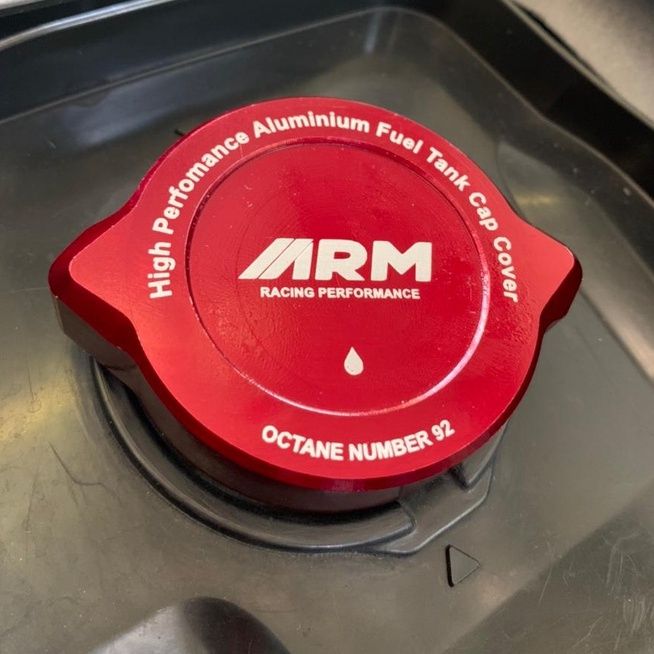 High Perfomance Aluminium Fuel Tank Cap Cover
ARM
RACING PERFORMANCE
OCTANE NUMBER 92